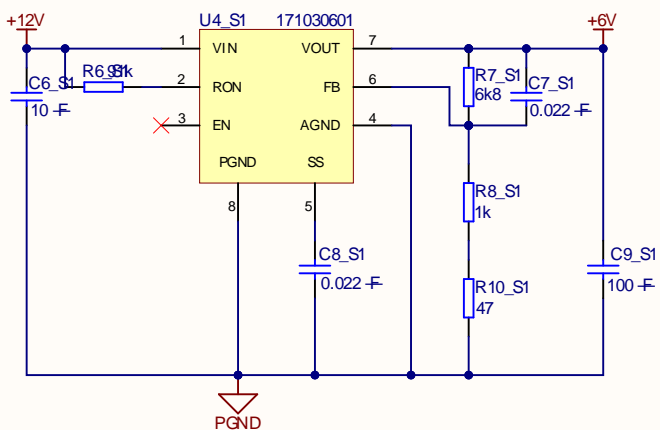 +12V
U4_S1
171030601
+6V
1
VIN
VOUT
7
C6_S1
R6_S1
2
RON
FB
6
R7_S1
6k8
C7_S1
0.022
10
3
EN
AGND
4
PGND
SS
8
5
R8_S1
1k
C8_S1
0.022
C9_S1
100
R10_S1
47
PGND